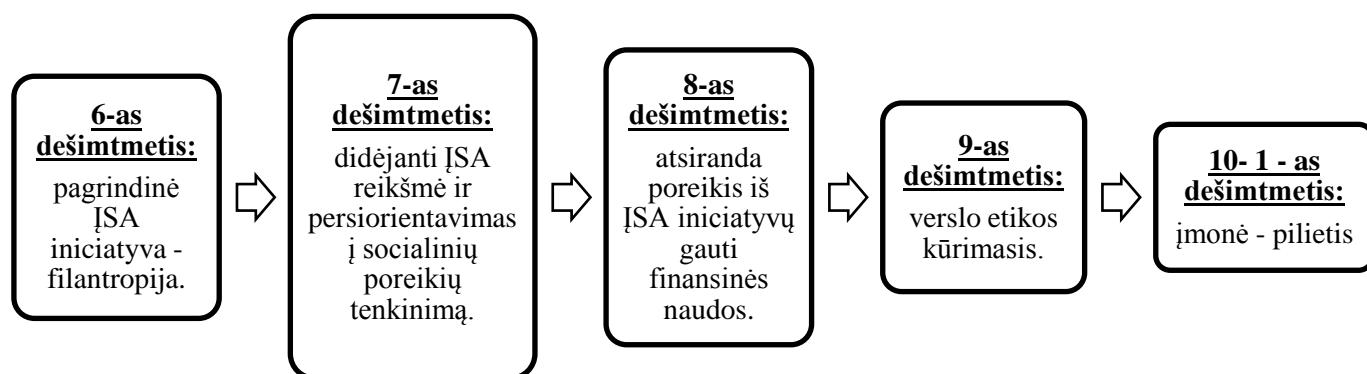 6-as
dešimtmetis:
pagrindinė
ĮSA
iniciatyva -
filantropija.
7-as
dešimtmetis:
didėjanti ĮSA
reikšmė ir
persiorientavimas
į socialinių
poreikių
tenkinimą.
8-as
dešimtmetis:
atsiranda
poreikis iš
ĮSA iniciatyvų
gauti
finansinės
naudos.
9-as
dešimtmetis:
verslo etikos
kūrimasis.
10- 1 - as
dešimtmetis:
įmonė - pilietis